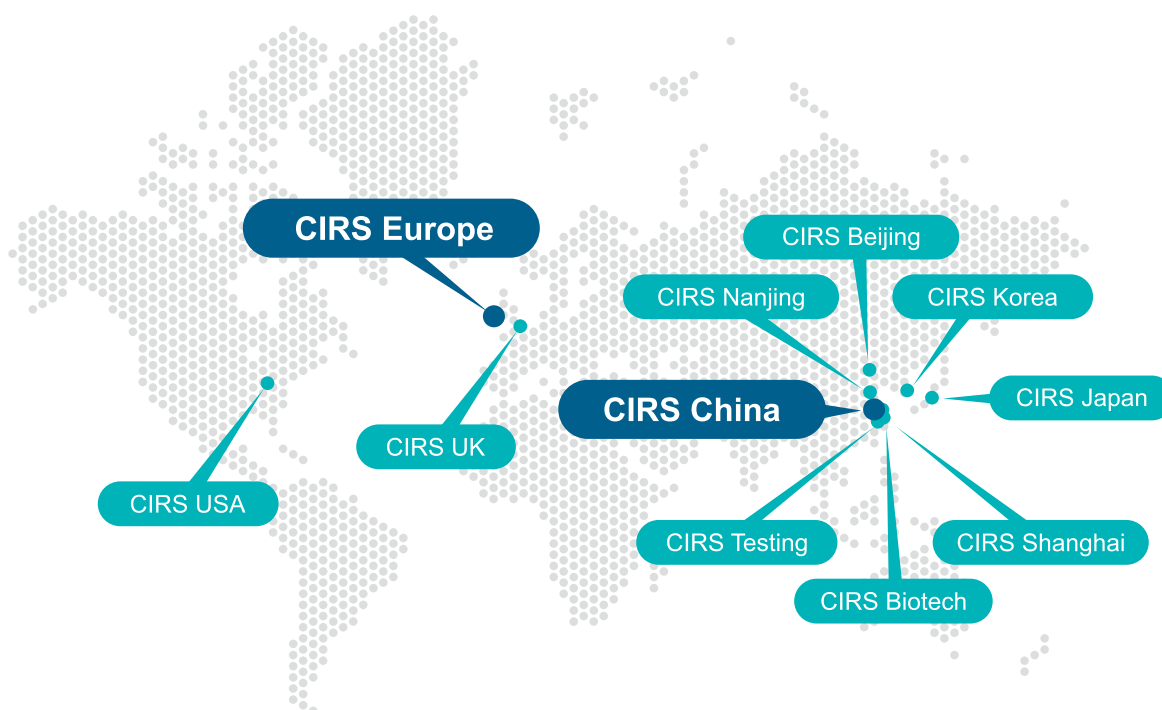 CIRS Europe
CIRS Beijing
CIRS Nanjing
CIRS Korea
CIRS China
CIRS Japan
CIRS UK
CIRS USA
CIRS Testing
CIRS Shanghai
CIRS Biotech